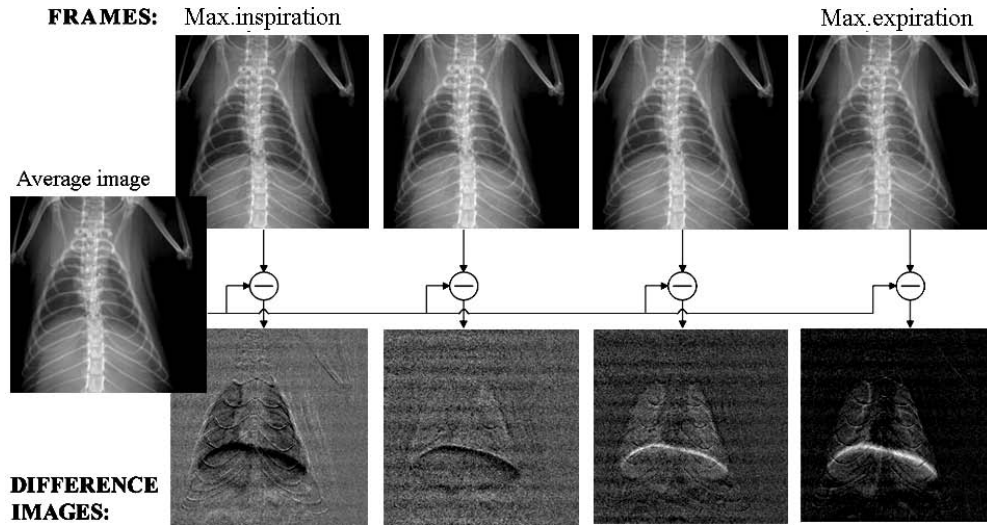 FRAMES: Max.inspiration Max.expiration
Average image
DIFFERENCE
IMAGES: